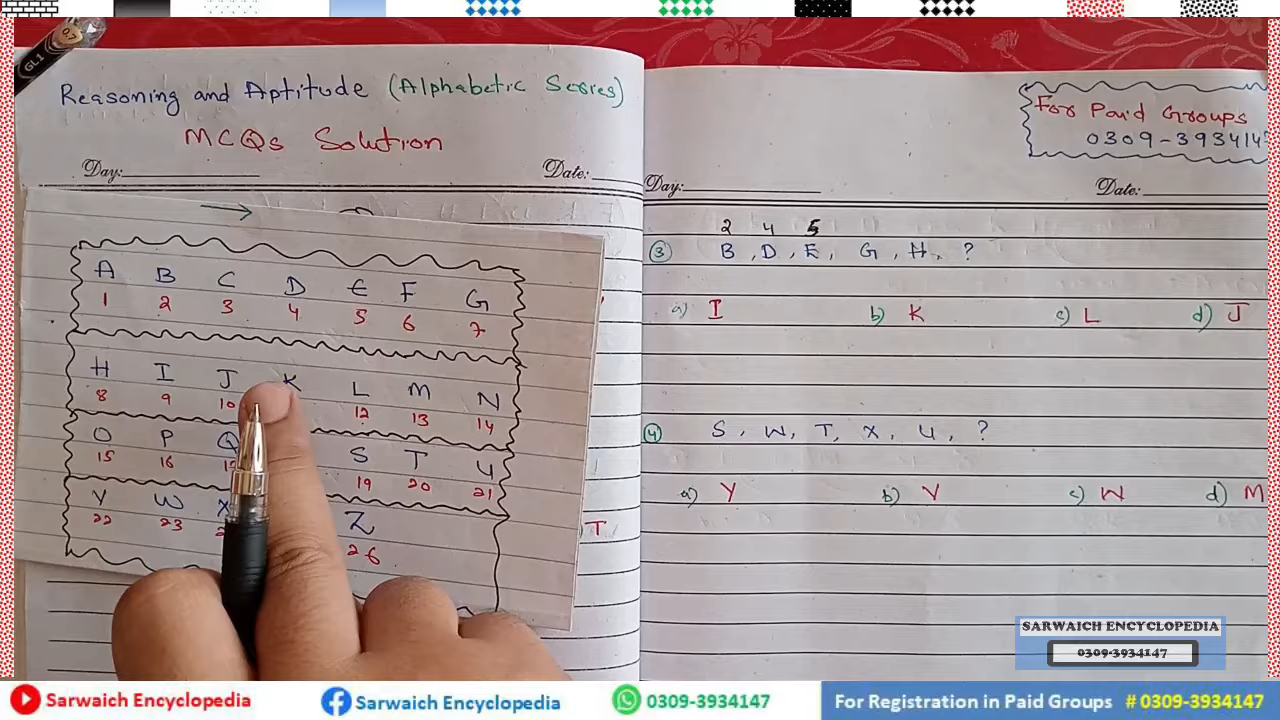 GL1 0.7
Reasoning and Aptitude (Alphabetic Series)
MCQs Solution
Day:
Date:
A B C D E F G
1 2 3 4 5 6 7
H I J K L M N
8 9 10 12 13 14
O P Q S T U
15 16 19 20 21
V W X Z
22 23 26
T
For Paid Groups
0309-393414
Day:
Date:
2 4 5
3 B, D, E, G, H, ?
a) I b) K c) L d) J
4 S, W, T, X, U, ?
a) Y b) V c) W d) M
SARWAICH ENCYCLOPEDIA
0309-3934147
Sarwaich Encyclopedia
Sarwaich Encyclopedia
0309-3934147
For Registration in Paid Groups # 0309-3934147